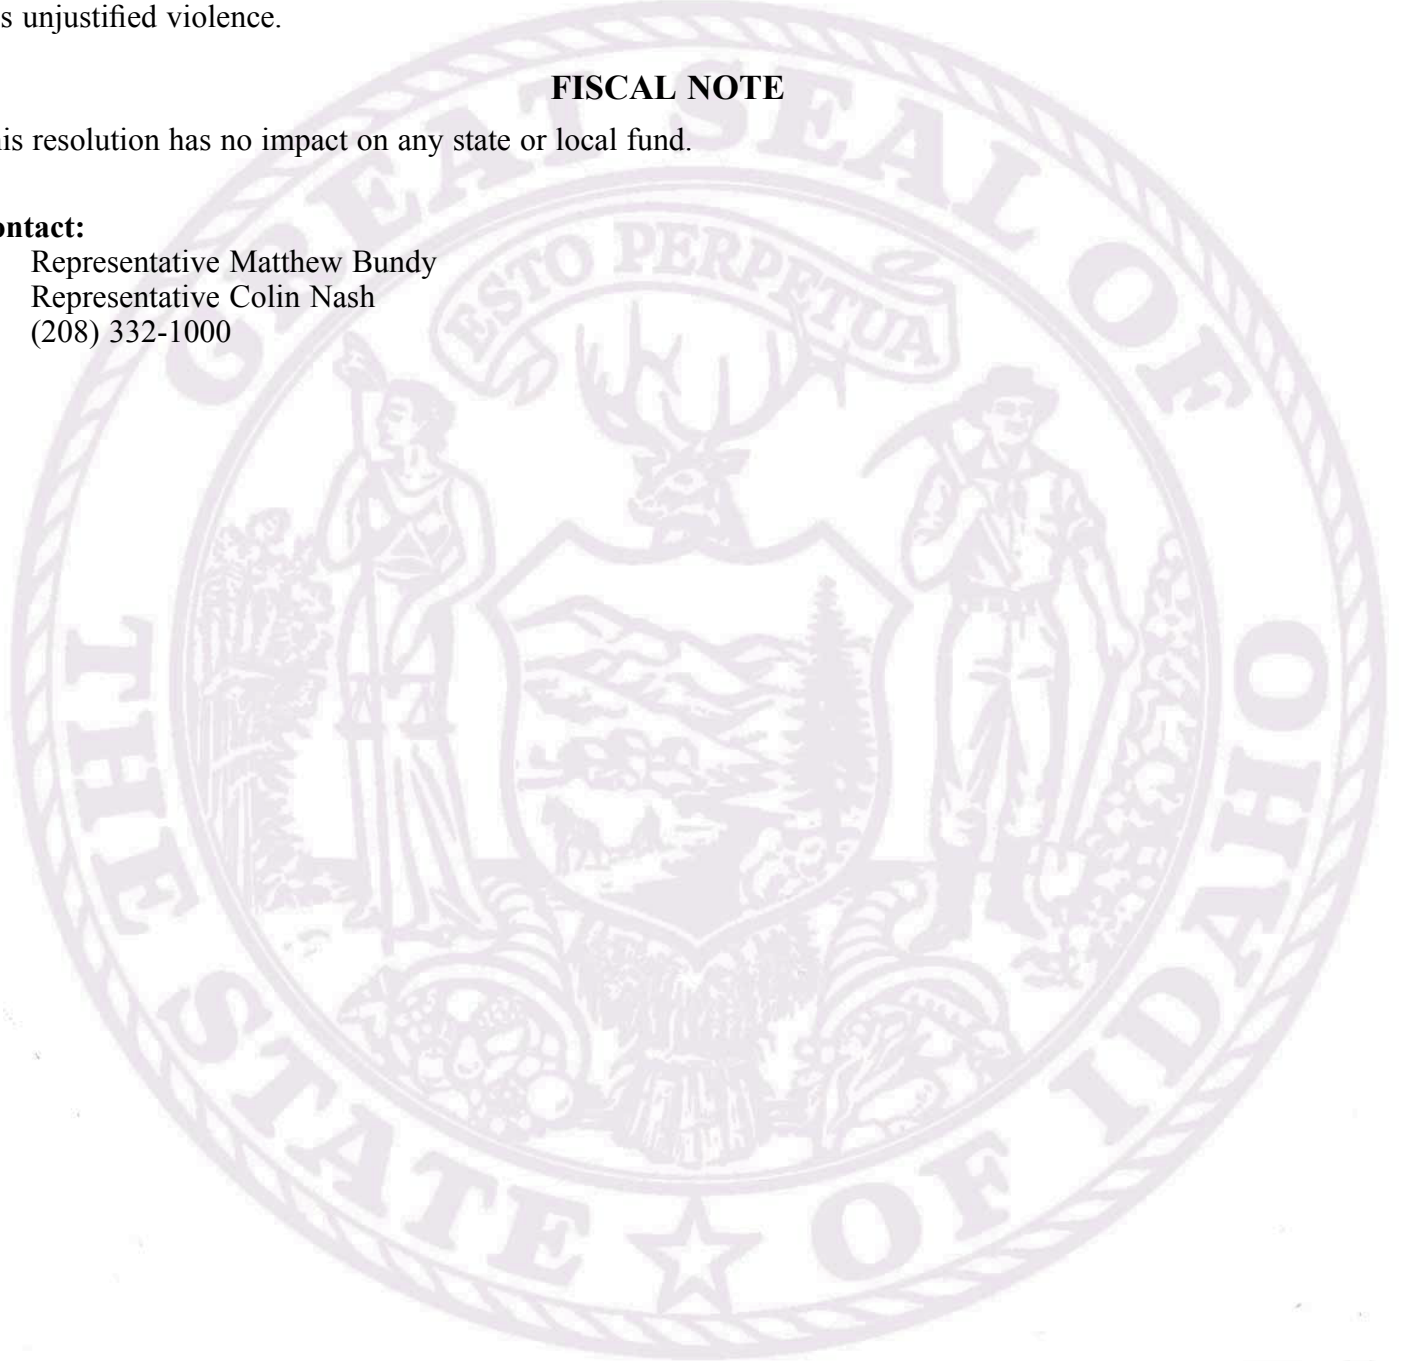 s unjustified violence.
FISCAL NOTE
is resolution has no impact on any state or local fund.
ontact:
Representative Matthew Bundy
Representative Colin Nash
(208) 332-1000
GREAT SEAL OF
ESTO PERPETUA
THE STATE OF IDAHO